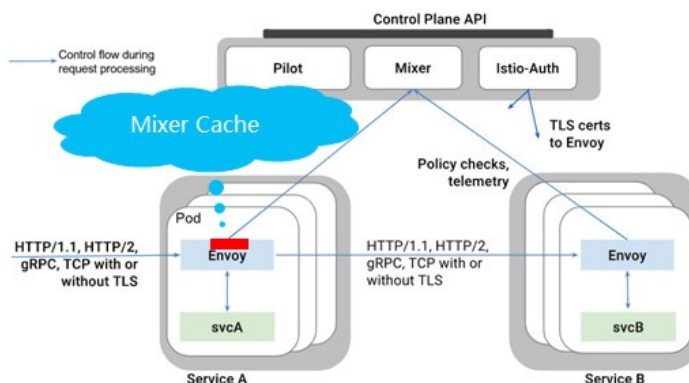 Control Plane API
Control flow during
request processing
Pilot
Mixer
Istio-Auth
Mixer Cache
TLS certs
to Envoy
Policy checks,
telemetry
Pod
HTTP/1.1, HTTP/2,
gRPC, TCP with or
without TLS
Envoy
HTTP/1.1, HTTP/2,
gRPC, TCP with or
without TLS
Envoy
svcA
svcB
Service A
Service B